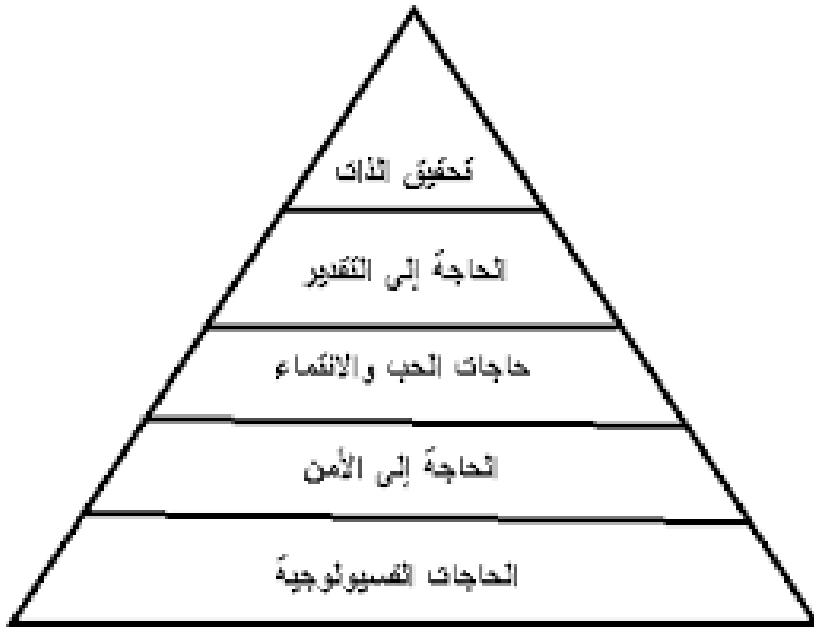 تحقيق الذات
الحاجة إلى التقدير
حاجات الحب والانتماء
الحاجة إلى الأمن
الحاجات الفسيولوجية